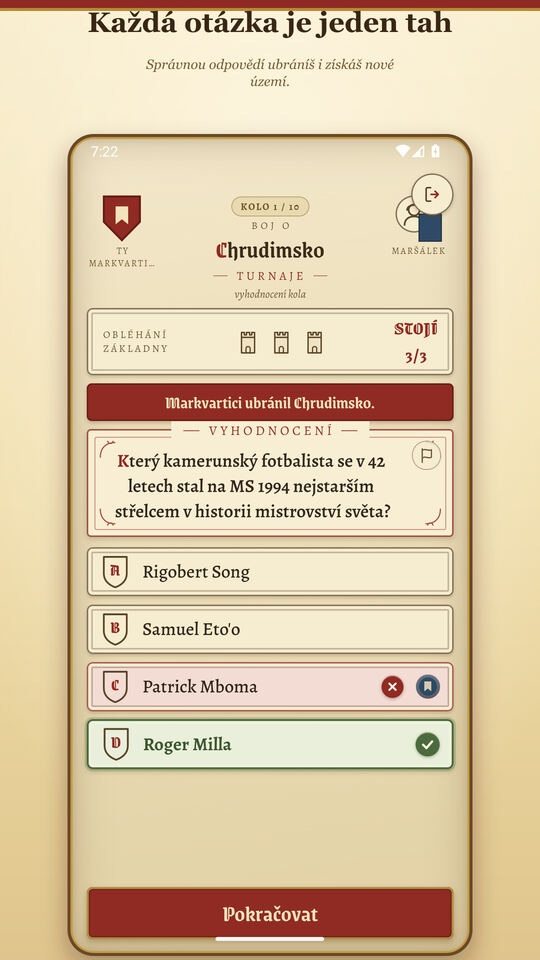 Každá otázka je jeden tah
Správnou odpovědí ubráníš i získáš nové
území.
7:22
KOLO 1 / 10
BOJ O
Chrudimsko
TURNAJE
vyhodnocení kola
TY
MARKVARTI...
MARŠÁLEK
OBLÉHÁNÍ
ZÁKLADNY
STOJÍ
3/3
Markvartici ubránil Chrudimsko.
VYHODNOCENÍ
Který kamerunský fotbalista se v 42
letech stal na MS 1994 nejstarším
střelcem v historii mistrovství světa?
A Rigobert Song
B Samuel Eto'o
C Patrick Mboma
D Roger Milla
Pokračovat